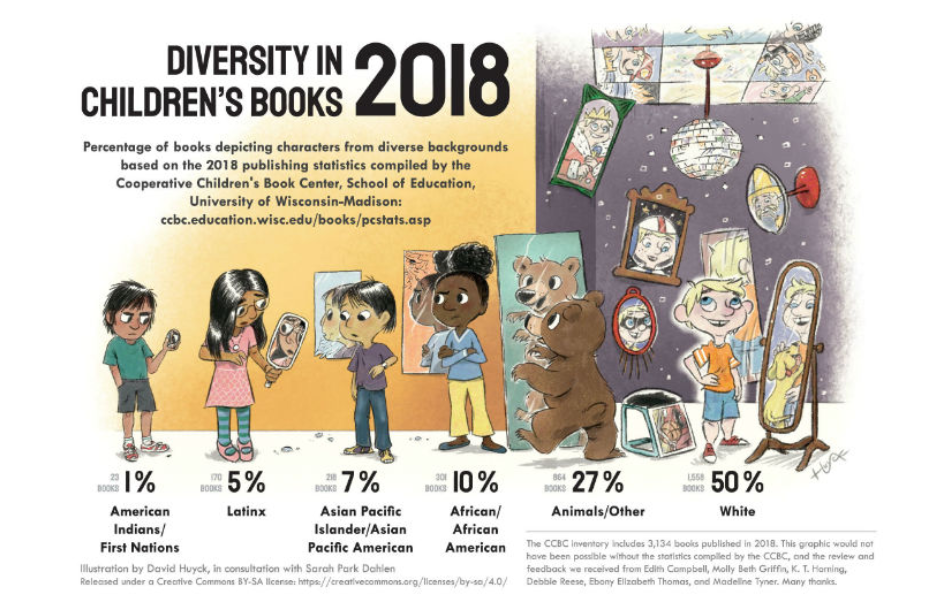 DIVERSITY IN
CHILDREN'S BOOKS 2018
Percentage of books depicting characters from diverse backgrounds
based on the 2018 publishing statistics compiled by the
Cooperative Children's Book Center, School of Education,
University of Wisconsin-Madison:
ccbc.education.wisc.edu/books/pcstats.asp
23 BOOKS 1%
American
Indians/
First Nations
170 BOOKS 5%
Latinx
218 BOOKS 7%
Asian Pacific
Islander/Asian
Pacific American
301 BOOKS 10%
African/
African
American
864 BOOKS 27%
Animals/Other
1,558 BOOKS 50%
White
Illustration by David Huyck, in consultation with Sarah Park Dahlen
Released under a Creative Commons BY-SA license: https://creativecommons.org/licenses/by-sa/4.0/
The CCBC inventory includes 3,134 books published in 2018. This graphic would not
have been possible without the statistics compiled by the CCBC, and the review and
feedback we received from Edith Campbell, Molly Beth Griffin, K. T. Horning,
Debbie Reese, Ebony Elizabeth Thomas, and Madeline Tyner. Many thanks.